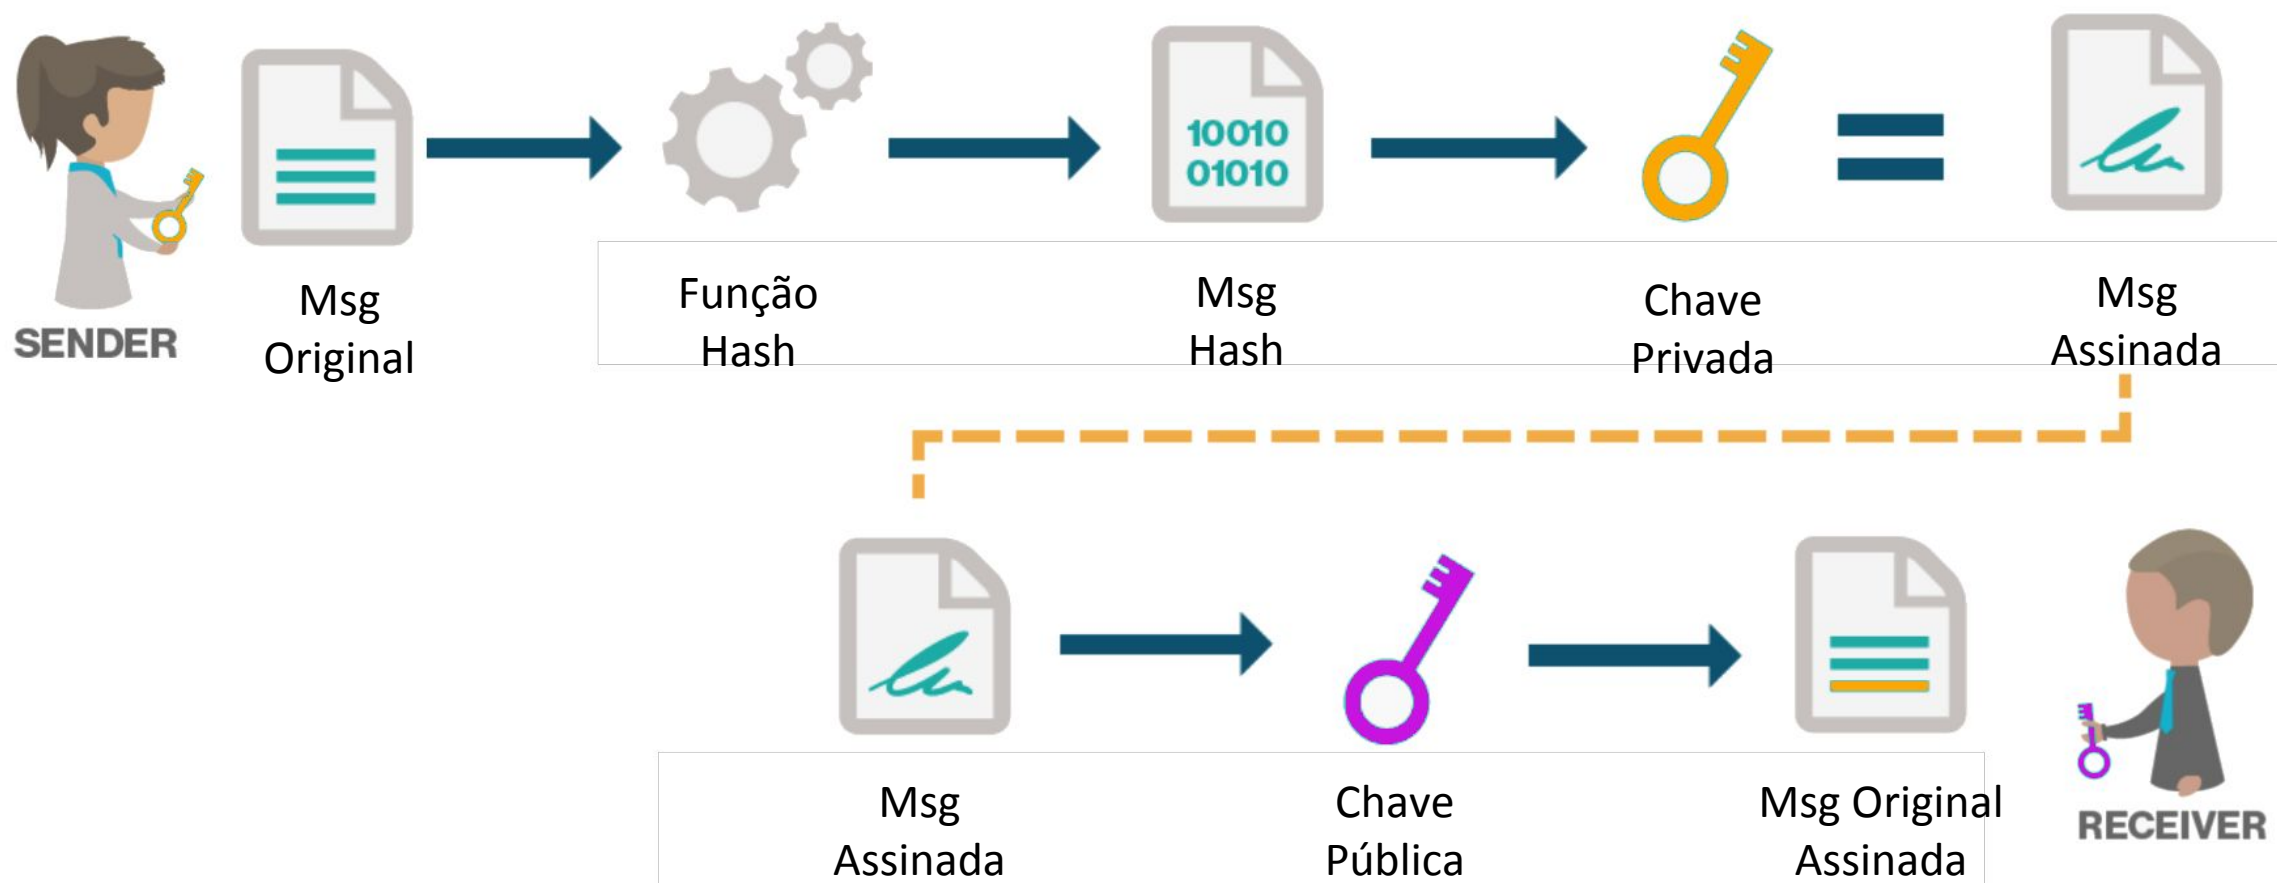 10010
01010
Msg
Original
SENDER
Função
Hash
Msg
Hash
Chave
Privada
Msg
Assinada
Msg
Assinada
Chave
Pública
Msg Original
Assinada
RECEIVER